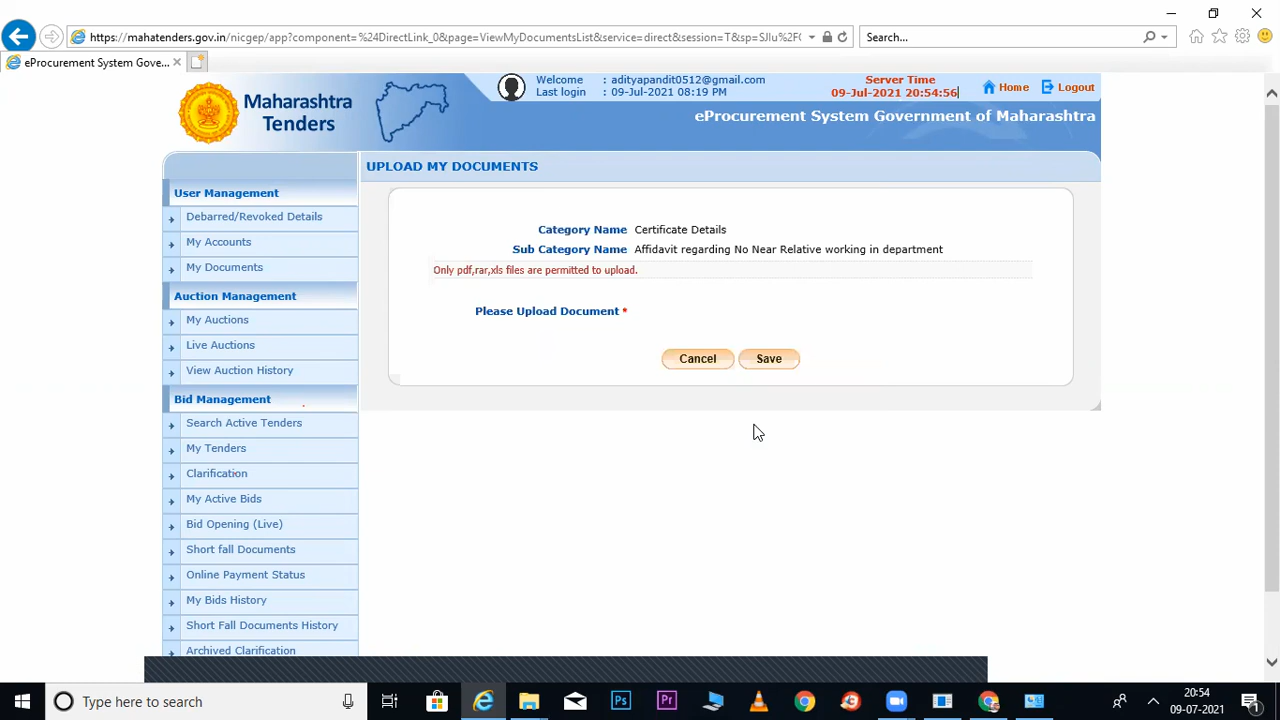 https://mahatenders.gov.in/nicgep/app?component=%24DirectLink_0&page=ViewMyDocumentsList&service=direct&session=T&sp=SJIu%2F(
Search...
eProcurement System Gove...
Maharashtra
Tenders
Welcome : adityapandit0512@gmail.com
Last login : 09-Jul-2021 08:19 PM
Server Time
09-Jul-2021 20:54:56
Home
Logout
eProcurement System Government of Maharashtra
UPLOAD MY DOCUMENTS
User Management
Debarred/Revoked Details
My Accounts
My Documents
Auction Management
My Auctions
Live Auctions
View Auction History
Bid Management
Search Active Tenders
My Tenders
Clarification
My Active Bids
Bid Opening (Live)
Short fall Documents
Online Payment Status
My Bids History
Short Fall Documents History
Archived Clarification
Category Name Certificate Details
Sub Category Name Affidavit regarding No Near Relative working in department
Only pdf,rar,xls files are permitted to upload.
Please Upload Document *
Cancel
Save
Type here to search
Ps
Pr
20:54
09-07-2021
1